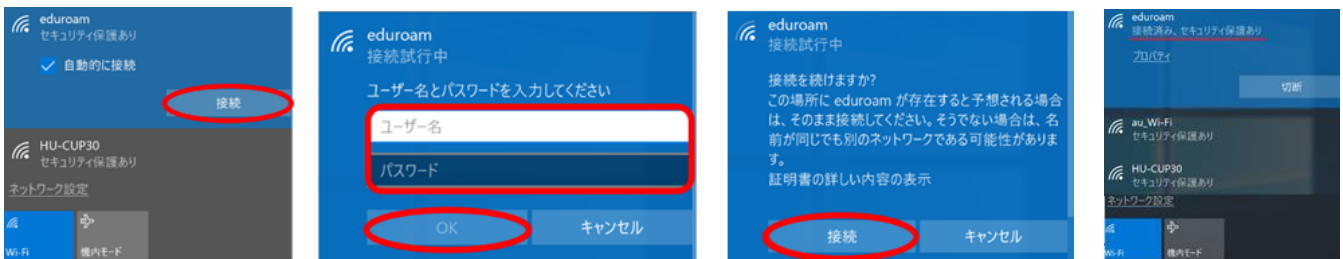 eduroam
セキュリティ保護あり
自動的に接続
接続
HU-CUP30
セキュリティ保護あり
ネットワーク設定
Wi-Fi
機内モード
eduroam
接続試行中
ユーザー名とパスワードを入力してください
ユーザー名
パスワード
OK
キャンセル
eduroam
接続試行中
接続を続けますか?
この場所に eduroam が存在すると予想される場合
は、そのまま接続してください。そうでない場合は、名
前が同じでも別のネットワークである可能性がありま
す。
証明書の詳しい内容の表示
接続
キャンセル
eduroam
接続済み、セキュリティ保護あり
プロパティ
切断
au_Wi-Fi
セキュリティ保護あり
HU-CUP30
セキュリティ保護あり
ネットワーク設定
Wi-Fi
機内モード